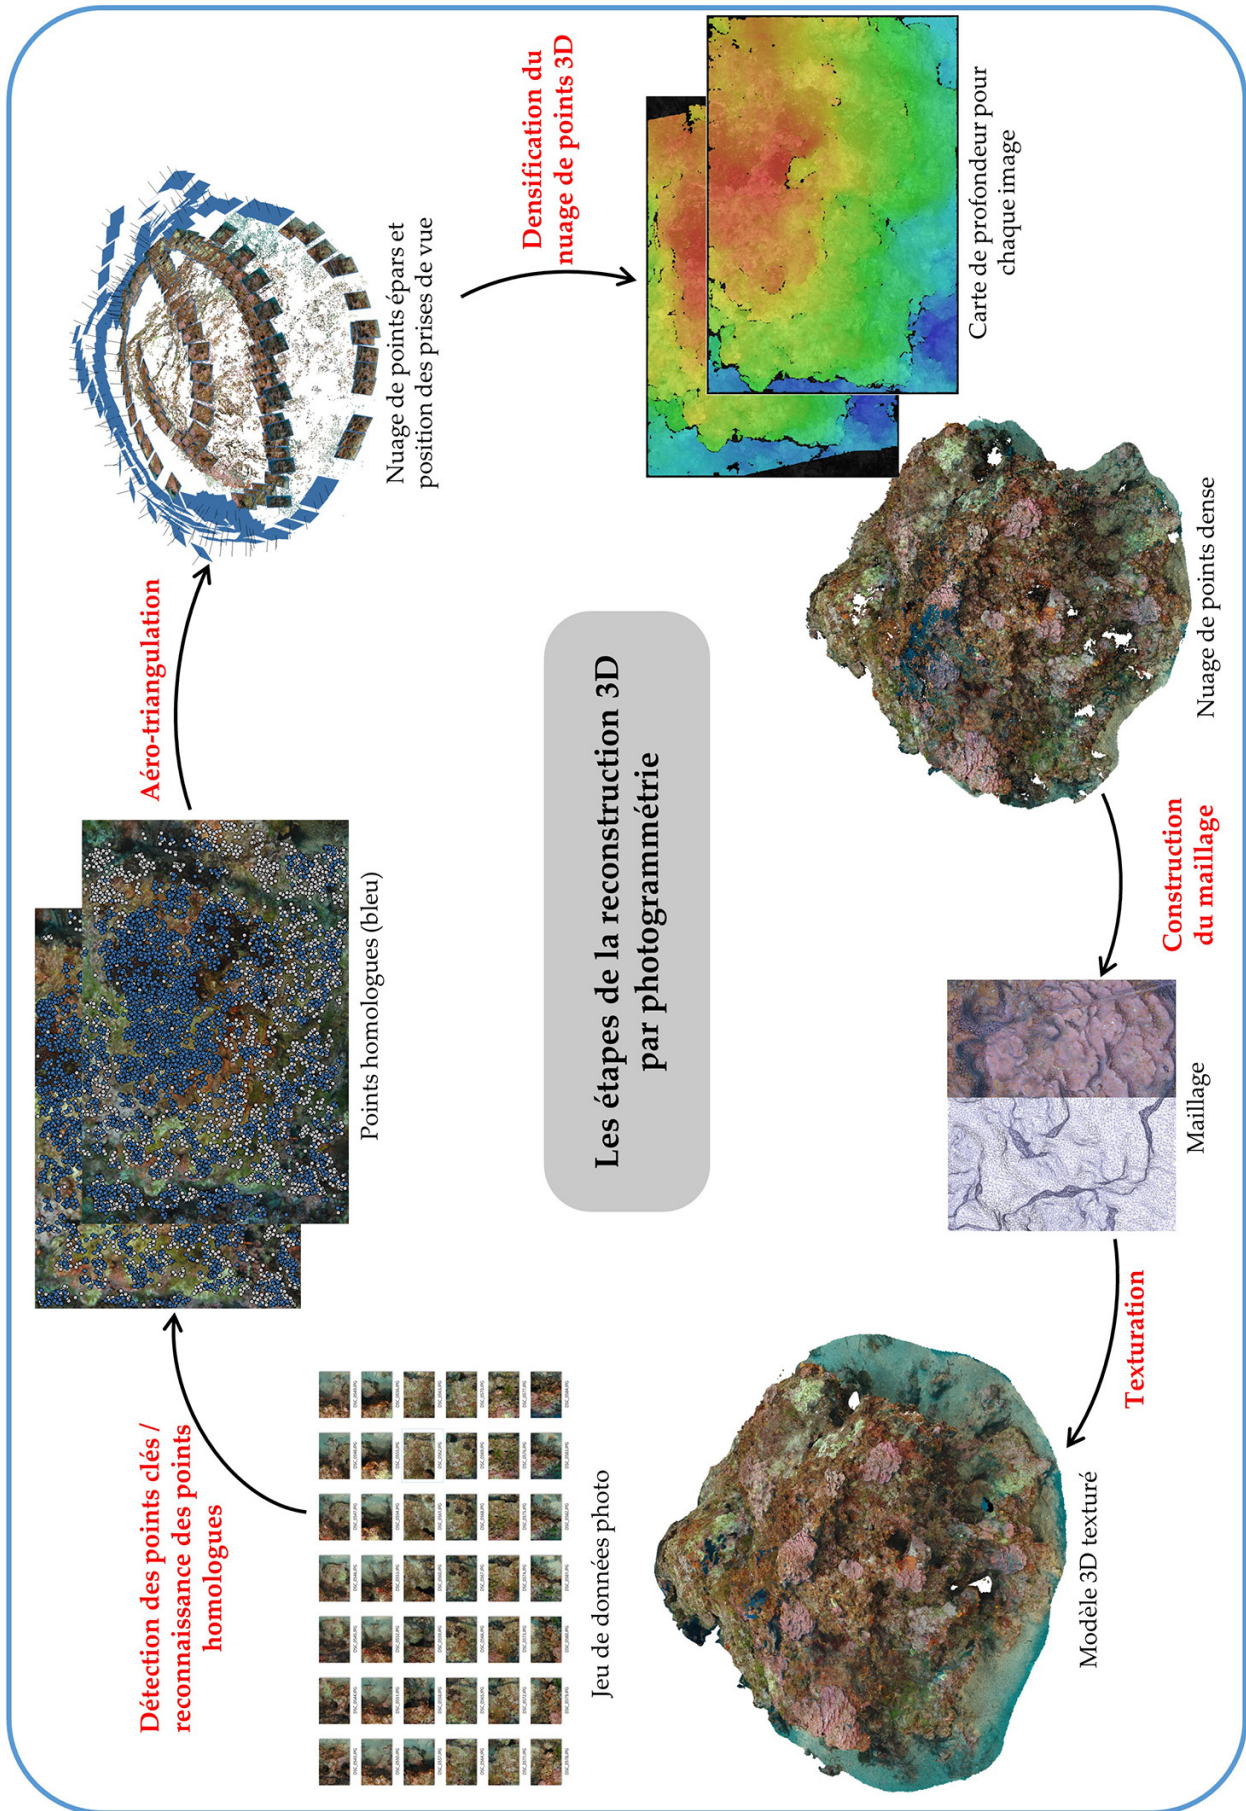 Les étapes de la reconstruction 3D
par photogrammétrie
Détection des points clés /
reconnaissance des points
homologues
Jeu de données photo
Points homologues (bleu)
Aéro-triangulation
Nuage de points épars et
position des prises de vue
Densification du
nuage de points 3D
Carte de profondeur pour
chaque image
Nuage de points dense
Construction
du maillage
Maillage
Texturation
Modèle 3D texturé